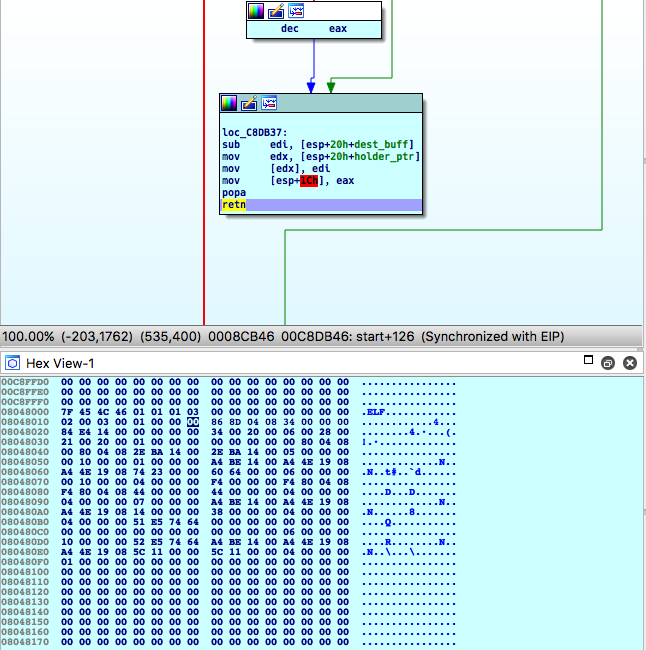 dec eax
loc_C8DB37:
sub edi, [esp+20h+dest_buff]
mov edx, [esp+20h+holder_ptr]
mov [edx], edi
mov [esp+1Ch], eax
popa
retn
100.00% (-203,1762) (535,400) 0008CB46 00C8DB46: start+126 (Synchronized with EIP)
Hex View-1
00C8FFD0 00 00 00 00 00 00 00 00 00 00 00 00 00 00 00 00 ................
00C8FFE0 00 00 00 00 00 00 00 00 00 00 00 00 00 00 00 00 ................
00C8FFF0 00 00 00 00 00 00 00 00 00 00 00 00 00 00 00 00 ................
08048000 7F 45 4C 46 01 01 01 03 00 00 00 00 00 00 00 00 .ELF............
08048010 02 00 03 00 01 00 00 00 86 8D 04 08 34 00 00 00 ............4...
08048020 84 E4 14 00 00 00 00 00 34 00 20 00 06 00 28 00 ........4. ...(.
08048030 21 00 20 00 01 00 00 00 00 00 00 00 00 80 04 08 !. .............
08048040 00 80 04 08 2E BA 14 00 2E BA 14 00 05 00 00 00 ................
08048050 00 10 00 00 01 00 00 00 A4 BE 14 00 A4 4E 19 08 .............N..
08048060 A4 4E 19 08 74 23 00 00 60 64 00 00 06 00 00 00 .N..t#..`d......
08048070 00 10 00 00 04 00 00 00 F4 00 00 00 F4 80 04 08 ................
08048080 F4 80 04 08 44 00 00 00 44 00 00 00 04 00 00 00 ....D...D.......
08048090 04 00 00 00 07 00 00 00 A4 BE 14 00 A4 4E 19 08 .............N..
080480A0 A4 4E 19 08 14 00 00 00 38 00 00 00 04 00 00 00 .N......8.......
080480B0 04 00 00 00 51 E5 74 64 00 00 00 00 00 00 00 00 ....Q...........
080480C0 00 00 00 00 00 00 00 00 00 00 00 00 06 00 00 00 ................
080480D0 10 00 00 00 52 E5 74 64 A4 BE 14 00 A4 4E 19 08 ....R........N..
080480E0 A4 4E 19 08 5C 11 00 00 5C 11 00 00 04 00 00 00 .N..\...\.......
080480F0 01 00 00 00 00 00 00 00 00 00 00 00 00 00 00 00 ................
08048100 00 00 00 00 00 00 00 00 00 00 00 00 00 00 00 00 ................
08048110 00 00 00 00 00 00 00 00 00 00 00 00 00 00 00 00 ................
08048120 00 00 00 00 00 00 00 00 00 00 00 00 00 00 00 00 ................
08048130 00 00 00 00 00 00 00 00 00 00 00 00 00 00 00 00 ................
08048140 00 00 00 00 00 00 00 00 00 00 00 00 00 00 00 00 ................
08048150 00 00 00 00 00 00 00 00 00 00 00 00 00 00 00 00 ................
08048160 00 00 00 00 00 00 00 00 00 00 00 00 00 00 00 00 ................
08048170 00 00 00 00 00 00 00 00 00 00 00 00 00 00 00 00 ................